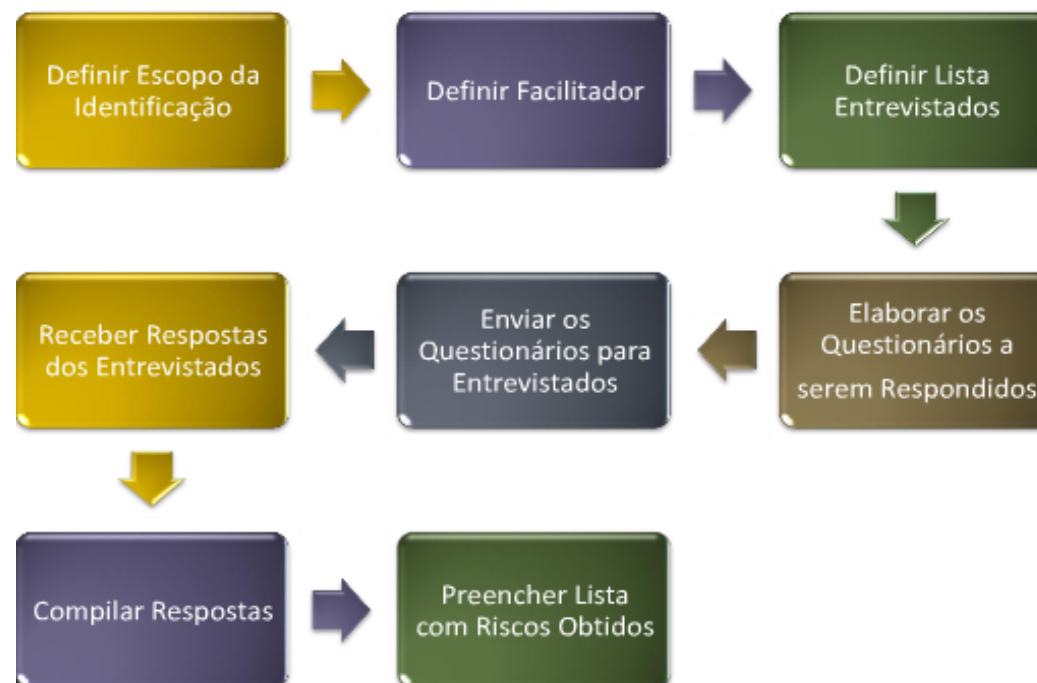 Definir Escopo da
Identificação
Definir Facilitador
Definir Lista
Entrevistados
Elaborar os
Questionários a
serem Respondidos
Enviar os
Questionários para
Entrevistados
Receber Respostas
dos Entrevistados
Compilar Respostas
Preencher Lista
com Riscos Obtidos